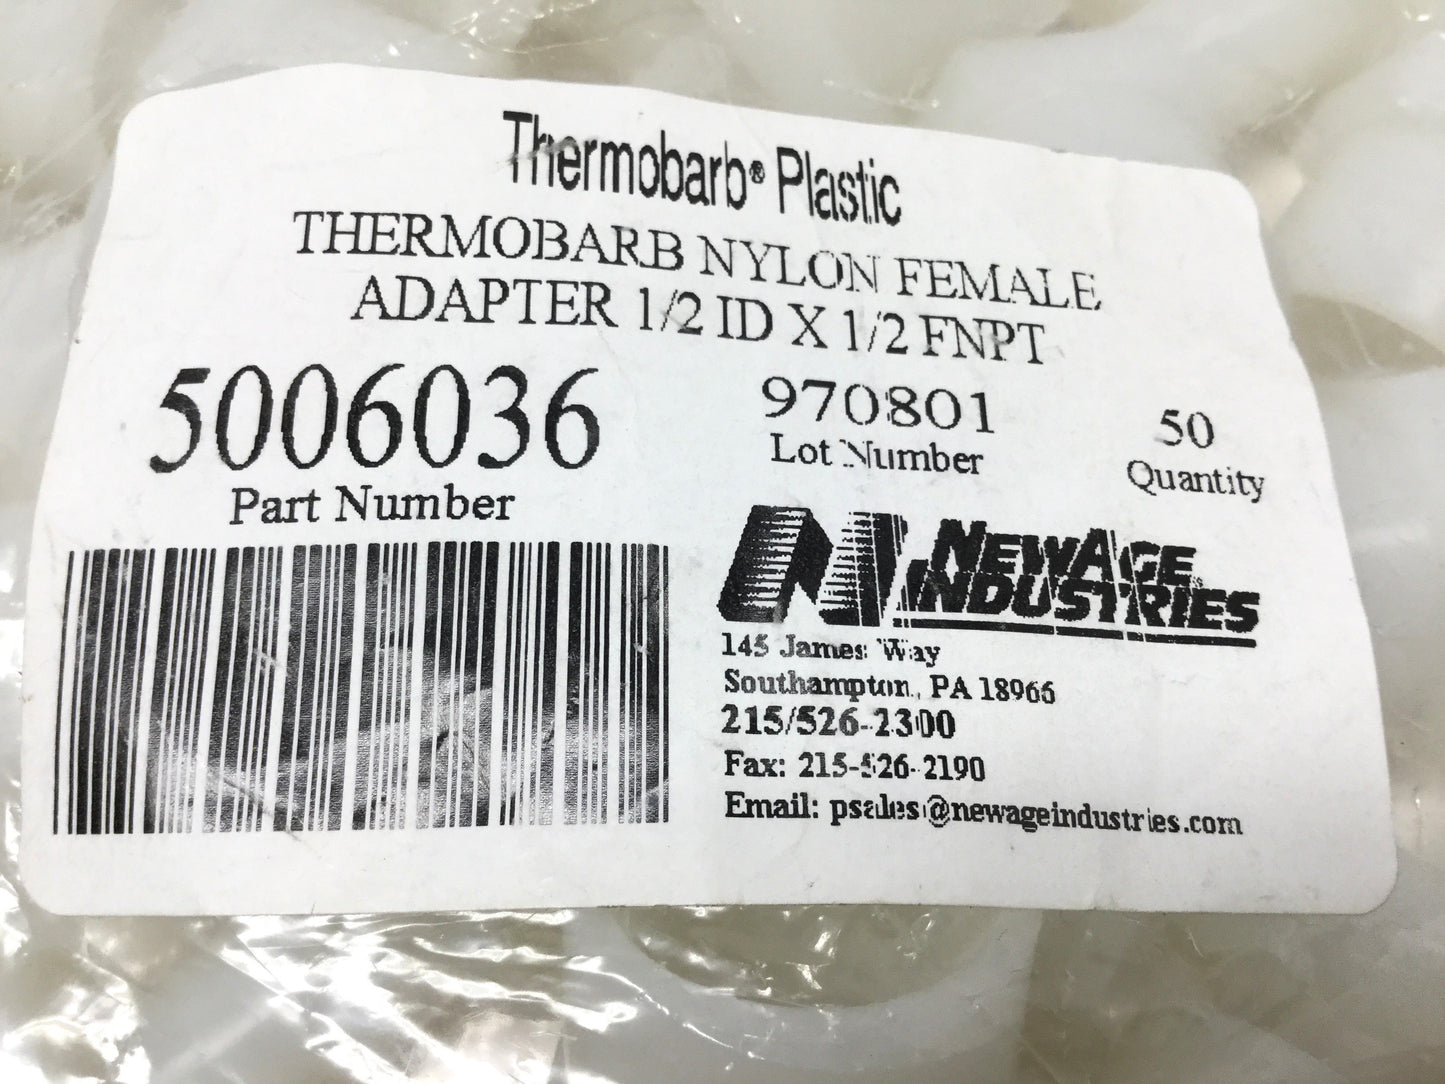 Thermobarb® Plastic
THERMOBARB NYLON FEMALE
ADAPTER 1/2 ID X 1/2 FNPT
5006036
Part Number
970801
Lot Number
50
Quantity
NEWAGE
INDUSTRIES
145 James Way
Southampton, PA 18966
215/526-2300
Fax: 215-526-2190
Email: psales@newageindustries.com